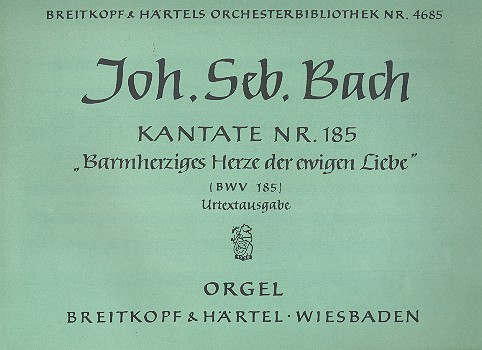 BREITKOPF & HÄRTELS ORCHESTERBIBLIOTHEK NR. 4685
Joh. Seb. Bach
KANTATE NR. 185
„Barmherziges Herze der ewigen Liebe"
(BWV 185)
Urtextausgabe
ORGEL
BREITKOPF & HÄRTEL · WIESBADEN